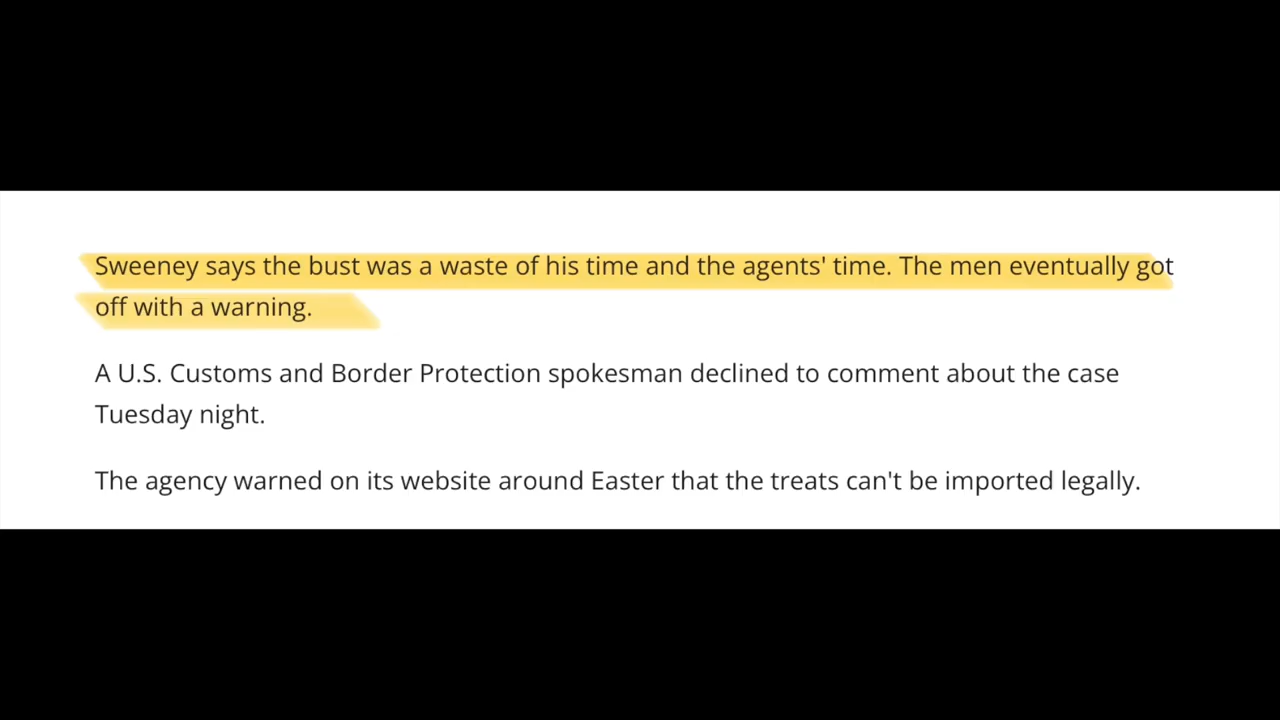 Sweeney says the bust was a waste of his time and the agents' time. The men eventually got
off with a warning.
A U.S. Customs and Border Protection spokesman declined to comment about the case
Tuesday night.
The agency warned on its website around Easter that the treats can't be imported legally.